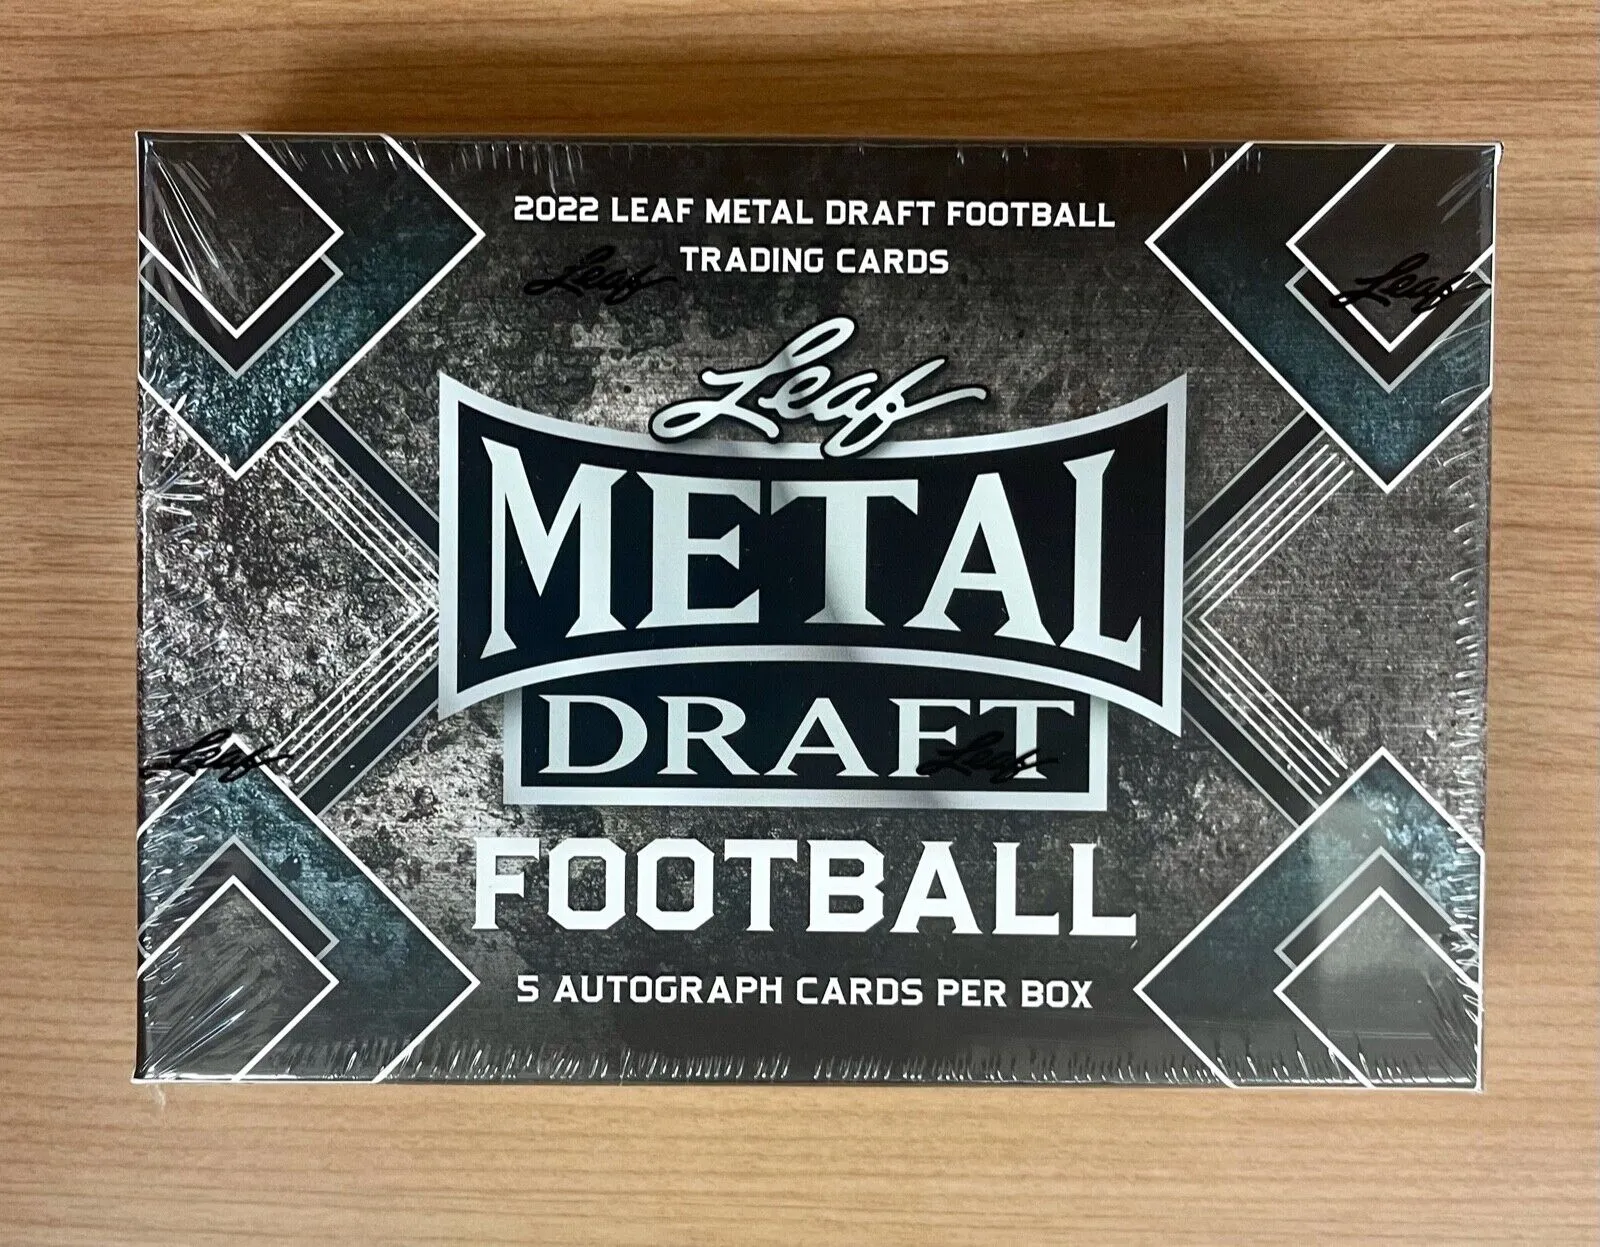 2022 LEAF METAL DRAFT FOOTBALL
TRADING CARDS
Leaf
Leaf
Leaf
METAL
DRAFT
Leaf
Leaf
FOOTBALL
5 AUTOGRAPH CARDS PER BOX